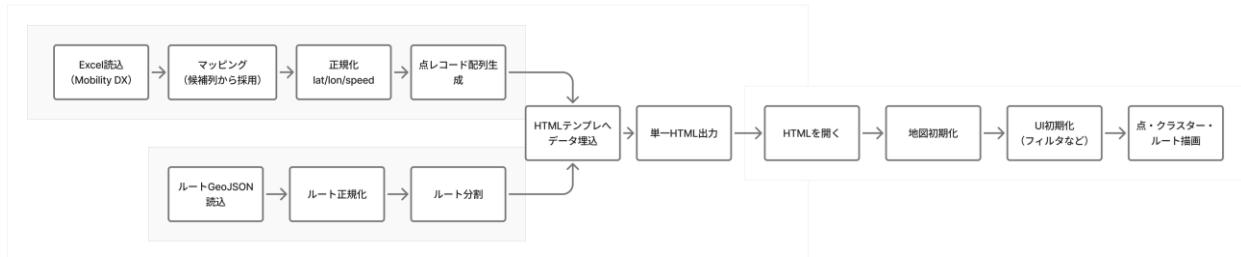 Excel読込
（Mobility DX）
マッピング
（候補列から採用）
正規化
lat/lon/speed
点レコード配列生
成
HTMLテンプレへ
データ埋込
単一HTML出力
HTMLを開く
地図初期化
UI初期化
（フィルタなど）
点・クラスター・
ルート描画
ルートGeoJSON
読込
ルート正規化
ルート分割